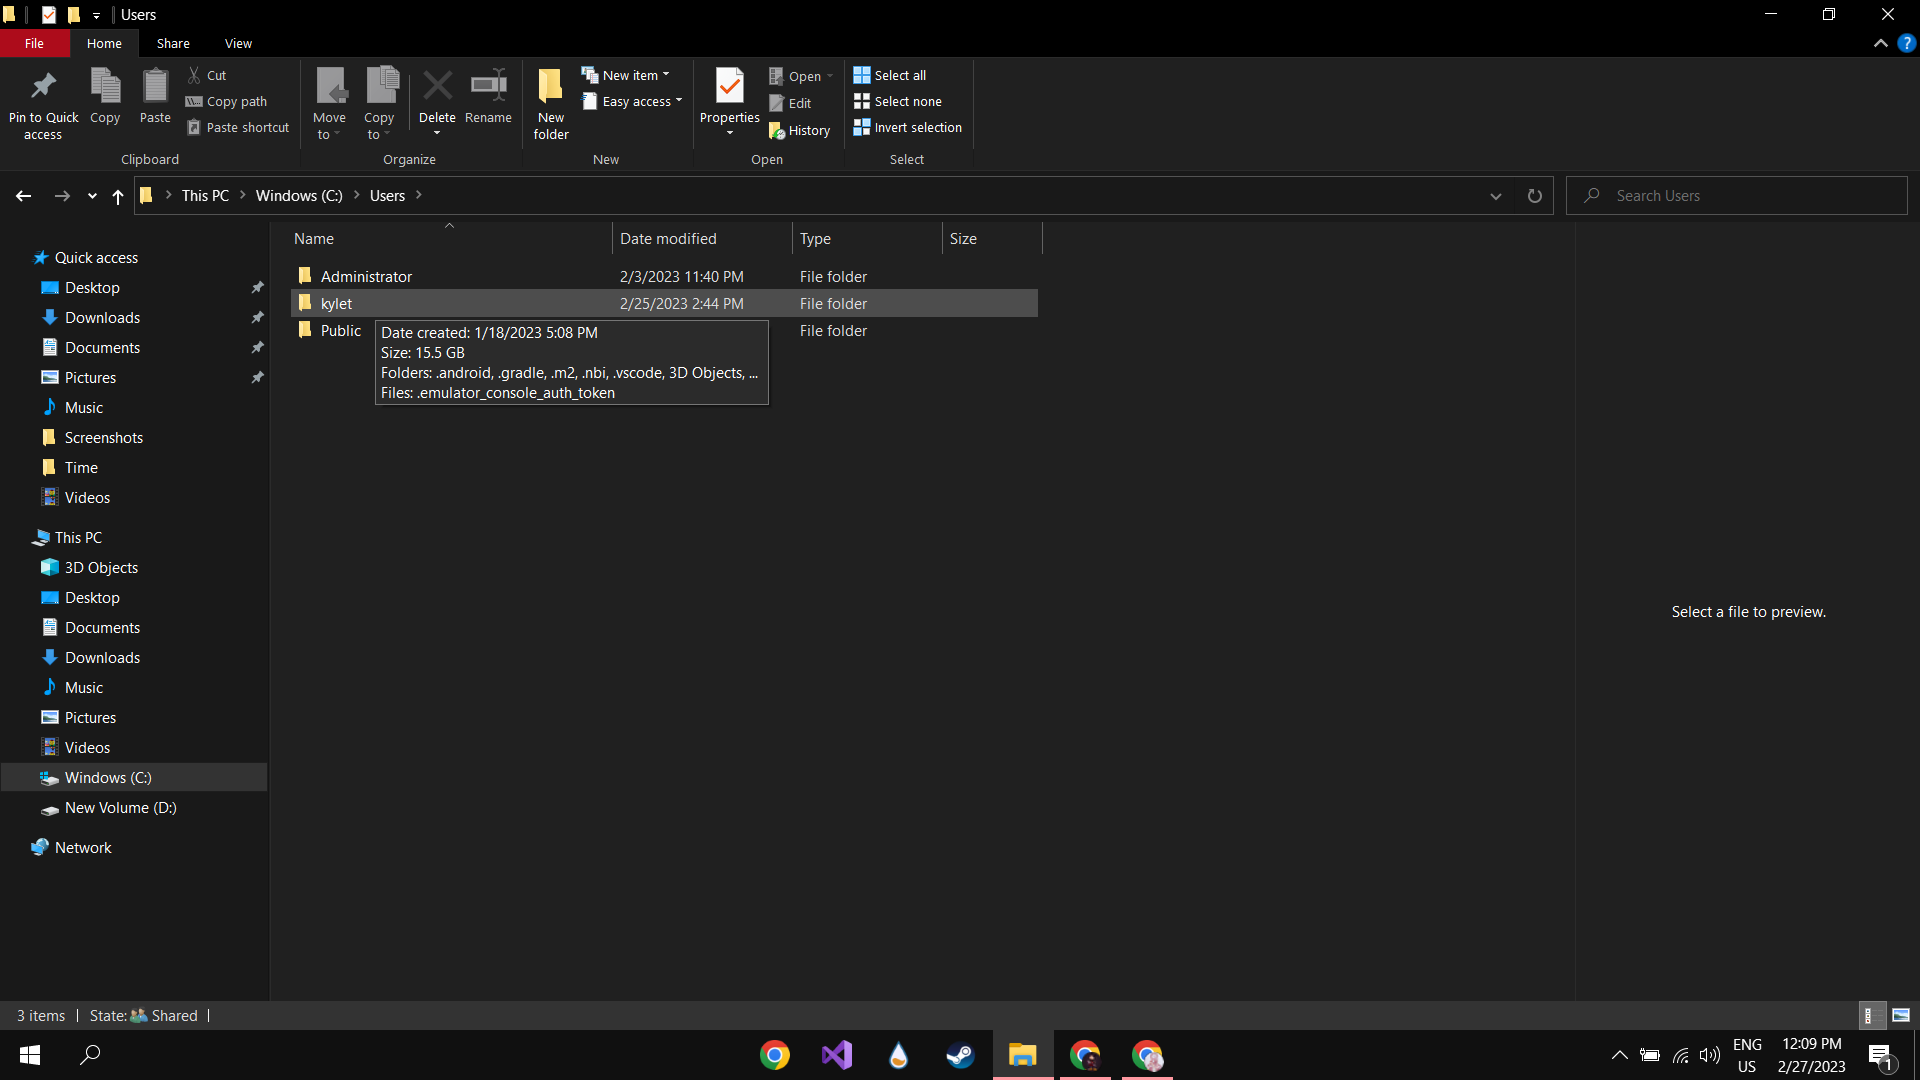 Users
File
Home
Share
View
Pin to Quick access
Copy
Paste
Cut
Copy path
Paste shortcut
Clipboard
Move to
Copy to
Delete
Rename
Organize
New folder
New item
Easy access
New
Properties
Open
Edit
History
Open
Select all
Select none
Invert selection
Select
This PC
Windows (C:)
Users
Search Users
Quick access
Desktop
Downloads
Documents
Pictures
Music
Screenshots
Time
Videos
This PC
3D Objects
Desktop
Documents
Downloads
Music
Pictures
Videos
Windows (C:)
New Volume (D:)
Network
Name Date modified Type Size
Administrator 2/3/2023 11:40 PM File folder
kylet 2/25/2023 2:44 PM File folder
Public File folder
Date created: 1/18/2023 5:08 PM
Size: 15.5 GB
Folders: .android, .gradle, .m2, .nbi, .vscode, 3D Objects, ...
Files: .emulator_console_auth_token
Select a file to preview.
3 items State: Shared
ENG
US
12:09 PM
2/27/2023
1